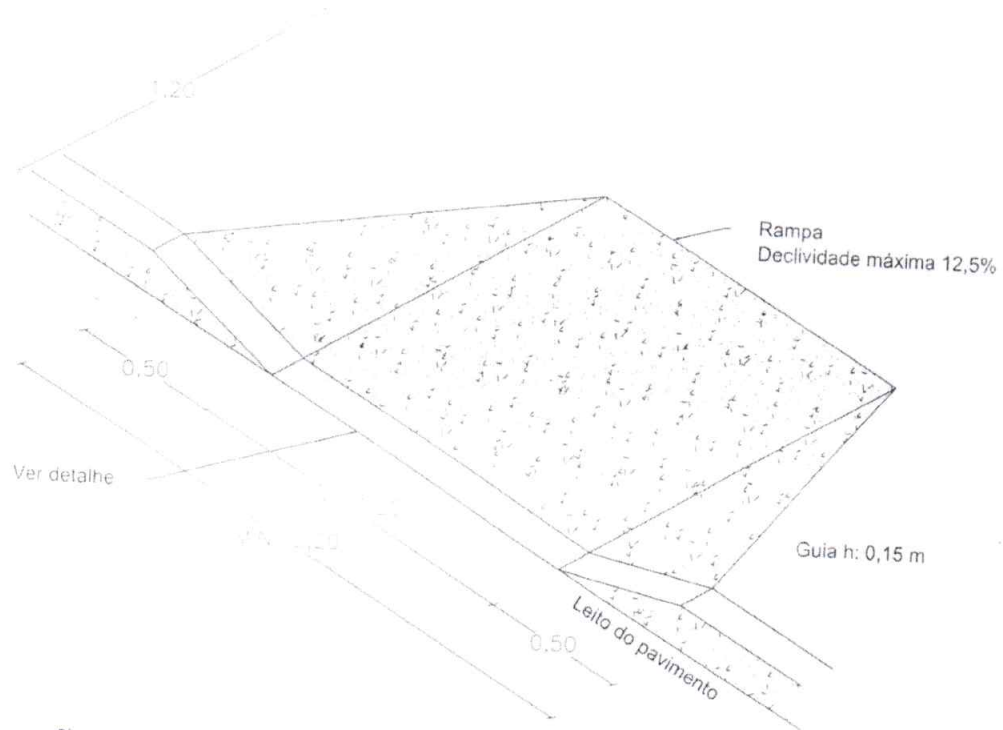 1,20
Rampa
Declividade máxima 12,5%
0,50
Ver detalhe
Guia h: 0,15 m
0,50
Leito do pavimento